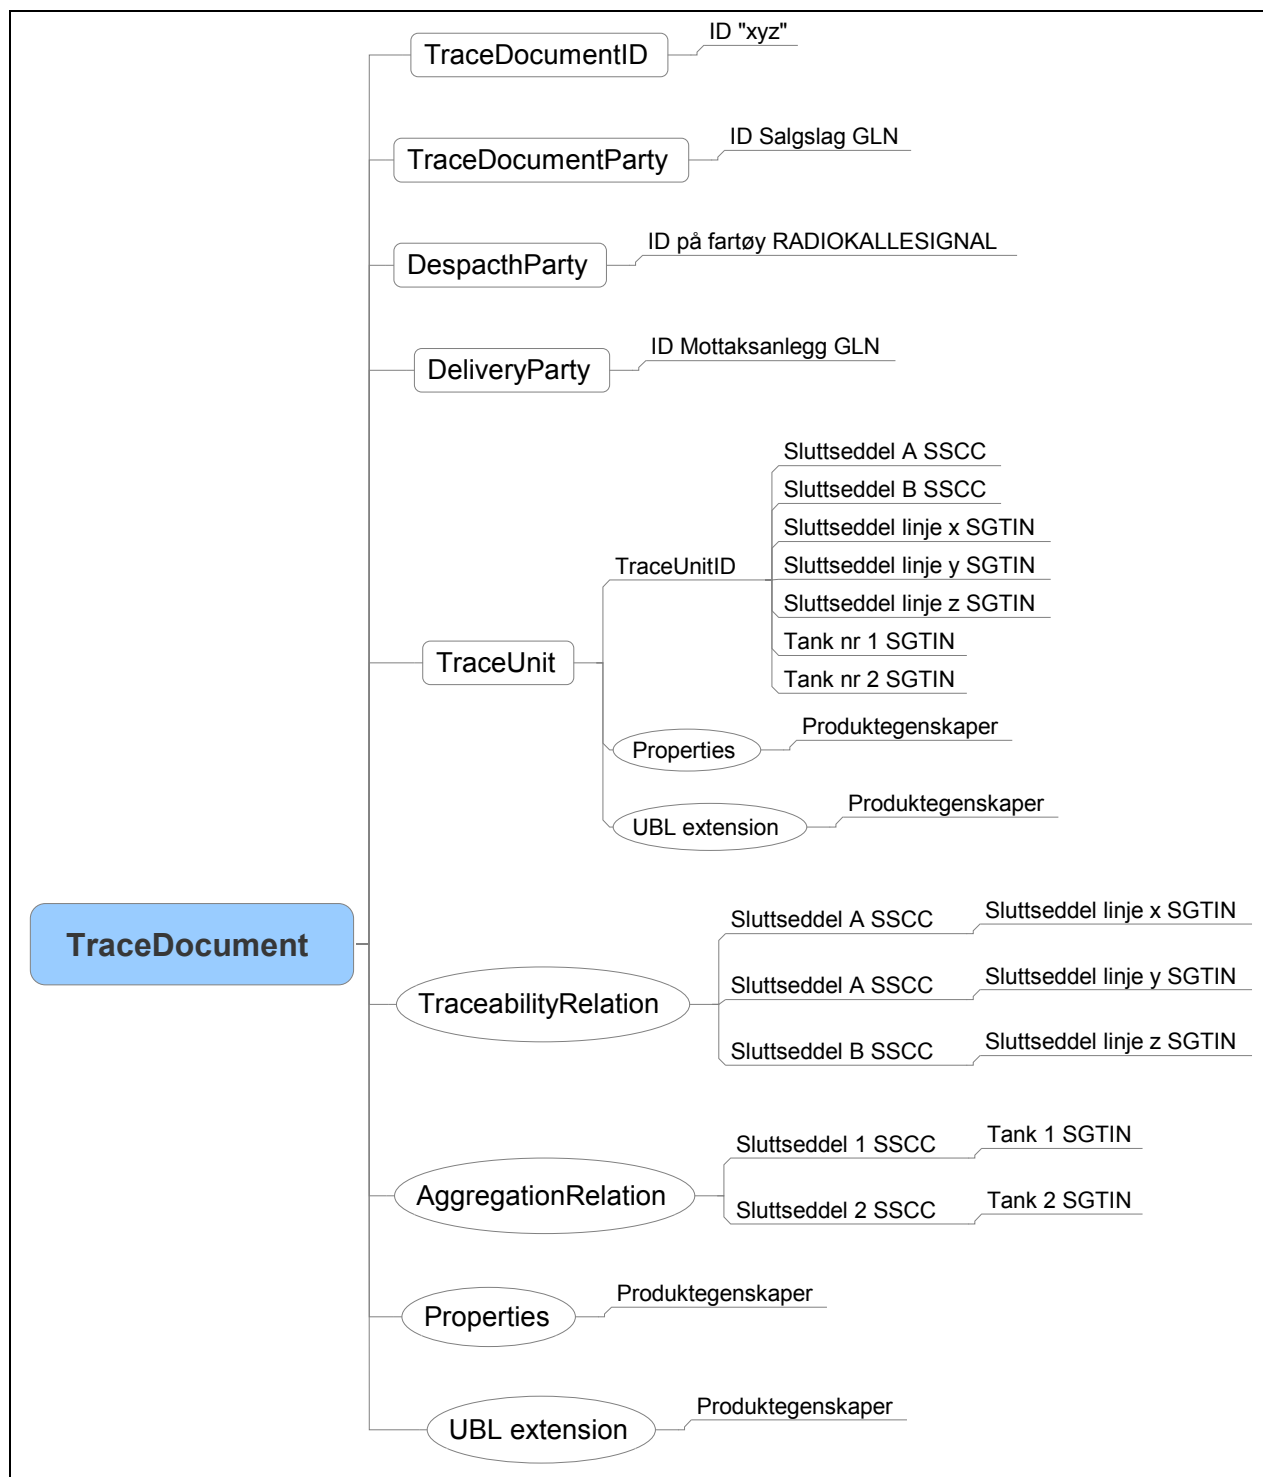 TraceDocumentID
ID "xyz"
TraceDocumentParty
ID Salgslag GLN
DespacthParty
ID på fartøy RADIOKALLESIGNAL
DeliveryParty
ID Mottaksanlegg GLN
TraceUnit
TraceUnitID
Sluttseddel A SSCC
Sluttseddel B SSCC
Sluttseddel linje x SGTIN
Sluttseddel linje y SGTIN
Sluttseddel linje z SGTIN
Tank nr 1 SGTIN
Tank nr 2 SGTIN
Properties
Produktegenskaper
UBL extension
Produktegenskaper
TraceDocument
TraceabilityRelation
Sluttseddel A SSCC
Sluttseddel linje x SGTIN
Sluttseddel A SSCC
Sluttseddel linje y SGTIN
Sluttseddel B SSCC
Sluttseddel linje z SGTIN
AggregationRelation
Sluttseddel 1 SSCC
Tank 1 SGTIN
Sluttseddel 2 SSCC
Tank 2 SGTIN
Properties
Produktegenskaper
UBL extension
Produktegenskaper